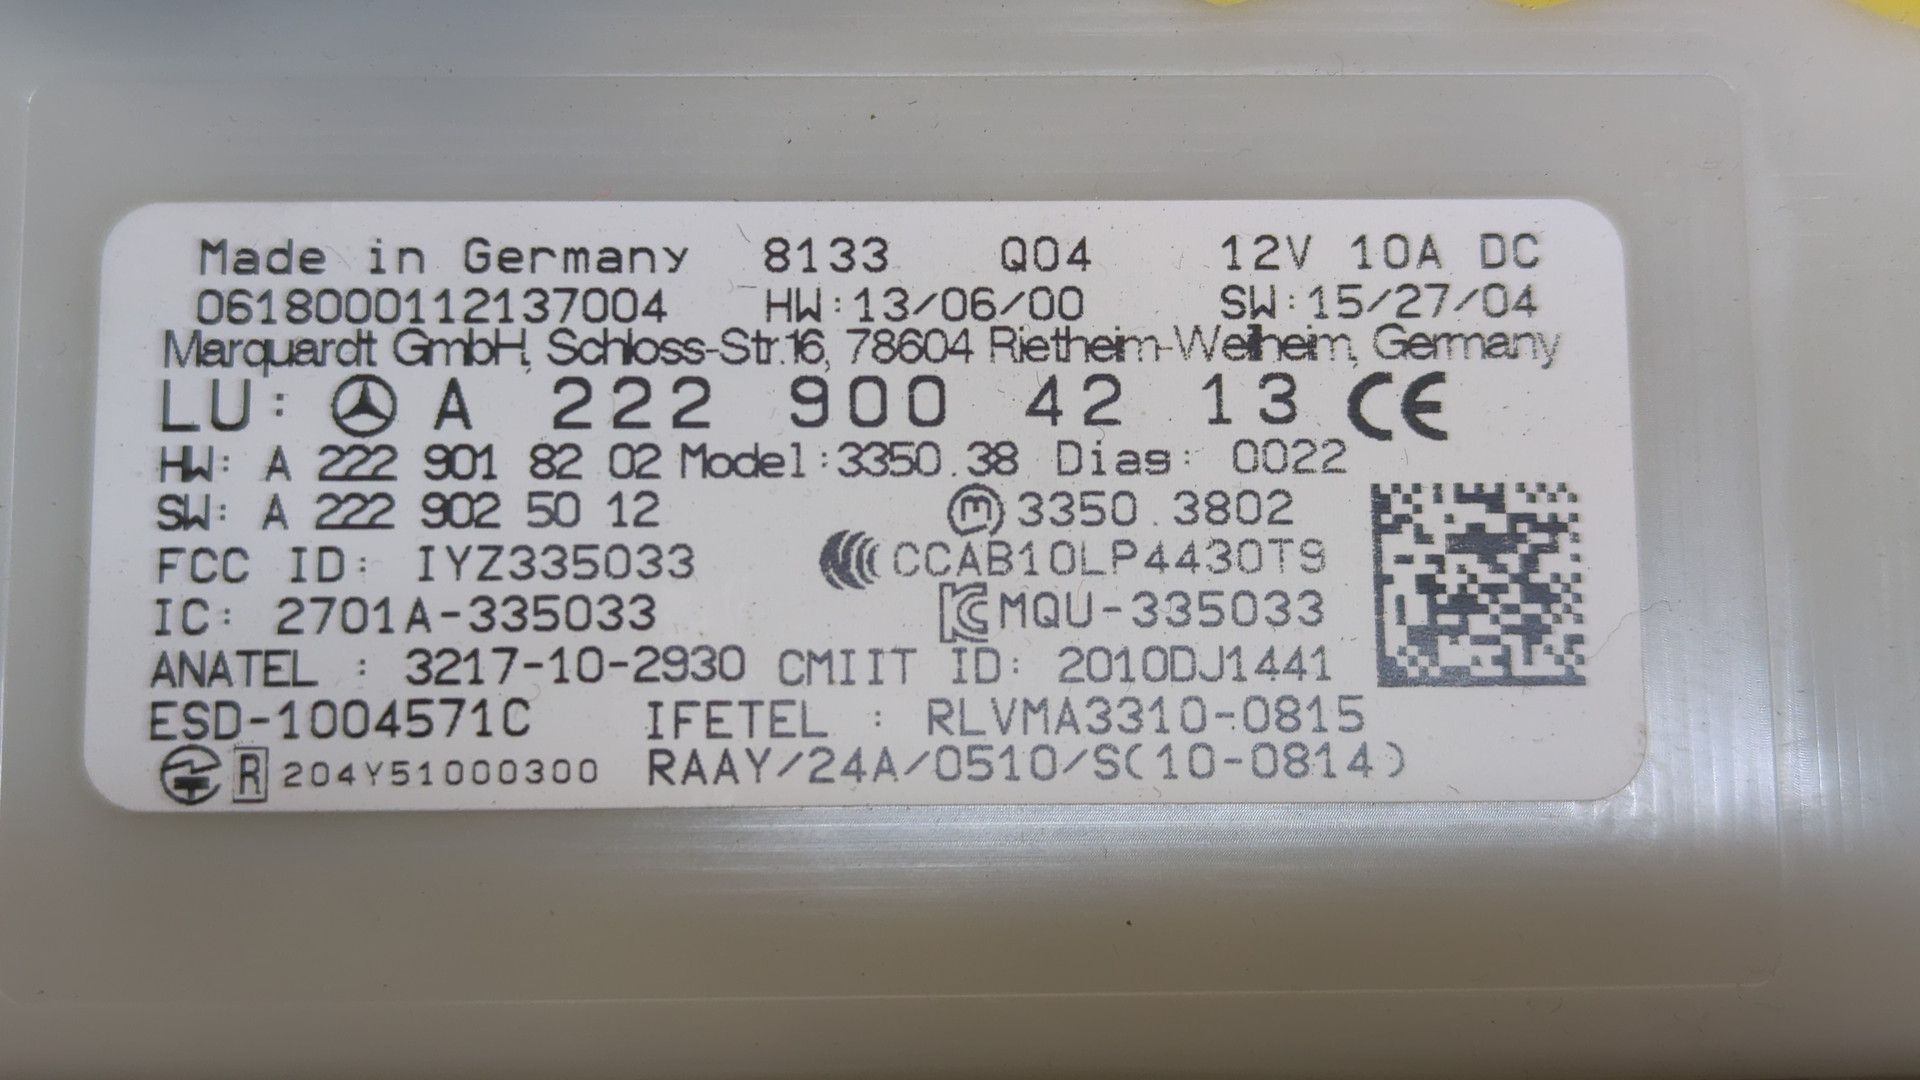 Made in Germany 8133 Q04 12V 10A DC
0618000112137004 HW:13/06/00 SW:15/27/04
Marquardt GmbH, Schloss-Str.16, 78604 Rietheim-Weilheim, Germany
LU: A 222 900 42 13 CE
HW: A 222 901 82 02 Model:3350.38 Diag: 0022
SW: A 222 902 50 12 m 3350.3802
FCC ID: IYZ335033 CCAB10LP4430T9
IC: 2701A-335033 MQU-335033
ANATEL : 3217-10-2930 CMIIT ID: 2010DJ1441
ESD-1004571C IFETEL : RLVMA3310-0815
R 204Y51000300 RAAY/24A/0510/S(10-0814)